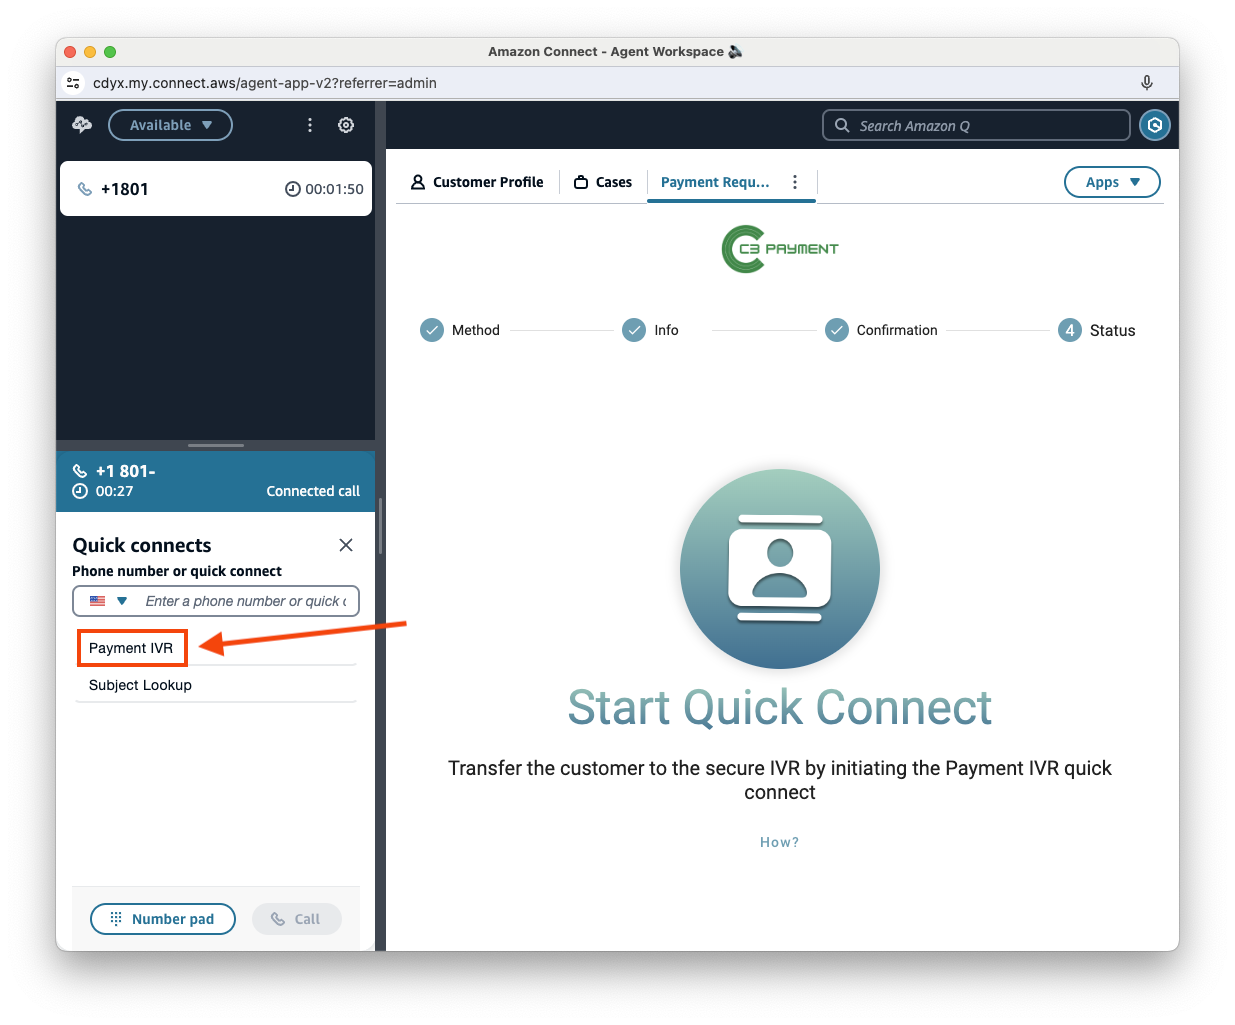 Amazon Connect - Agent Workspace
cdyx.my.connect.aws/agent-app-v2?referrer=admin
Available
Search Amazon Q
+1801
00:01:50
Customer Profile
Cases
Payment Requ...
Apps
C3 PAYMENT
Method
Info
Confirmation
4
Status
+1 801-
00:27
Connected call
Quick connects
Phone number or quick connect
Enter a phone number or quick c
Payment IVR
Subject Lookup
Number pad
Call
Start Quick Connect
Transfer the customer to the secure IVR by initiating the Payment IVR quick
connect
How?